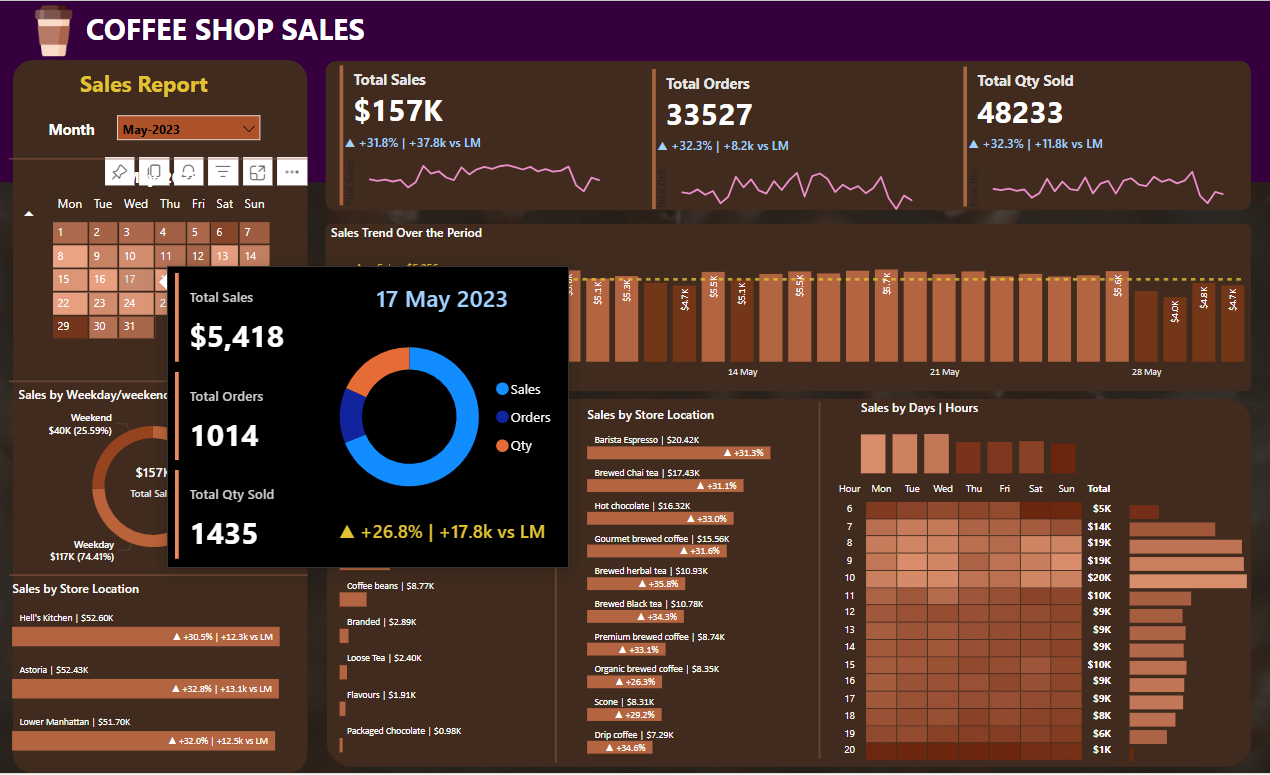 COFFEE SHOP SALES
Sales Report
Month
May-2023
Mon Tue Wed Thu Fri Sat Sun
1 2 3 4 5 6 7
8 9 10 11 12 13 14
15 16 17
22 23 24
29 30 31
Total Sales
$157K
▲ +31.8% | +37.8k vs LM
Total Orders
33527
▲ +32.3% | +8.2k vs LM
Total Qty Sold
48233
▲ +32.3% | +11.8k vs LM
Sales Trend Over the Period
$5.1K
$5.3K
$4.7K
$5.5K
$5.1K
$5.5K
$5.7K
$5.6K
$4.0K
$4.8K
$4.7K
14 May
21 May
28 May
Total Sales
$5,418
Total Orders
1014
Total Qty Sold
1435
17 May 2023
Sales
Orders
Qty
▲ +26.8% | +17.8k vs LM
Sales by Weekday/weekend
Weekend
$40K (25.59%)
$157K
Total Sal
Weekday
$117K (74.41%)
Sales by Store Location
Hell's Kitchen | $52.60K
▲ +30.5% | +12.3k vs LM
Astoria | $52.43K
▲ +32.8% | +13.1k vs LM
Lower Manhattan | $51.70K
▲ +32.0% | +12.5k vs LM
Coffee beans | $8.77K
Branded | $2.89K
Loose Tea | $2.40K
Flavours | $1.91K
Packaged Chocolate | $0.98K
Sales by Store Location
Barista Espresso | $20.42K
▲ +31.3%
Brewed Chai tea | $17.43K
▲ +31.1%
Hot chocolate | $16.32K
▲ +33.0%
Gourmet brewed coffee | $15.56K
▲ +31.6%
Brewed herbal tea | $10.93K
▲ +35.8%
Brewed Black tea | $10.78K
▲ +34.3%
Premium brewed coffee | $8.74K
▲ +33.1%
Organic brewed coffee | $8.35K
▲ +26.3%
Scone | $8.31K
▲ +29.2%
Drip coffee | $7.29K
▲ +34.6%
Sales by Days | Hours
Hour Mon Tue Wed Thu Fri Sat Sun Total
6 $5K
7 $14K
8 $19K
9 $19K
10 $20K
11 $10K
12 $9K
13 $9K
14 $9K
15 $10K
16 $9K
17 $9K
18 $8K
19 $6K
20 $1K